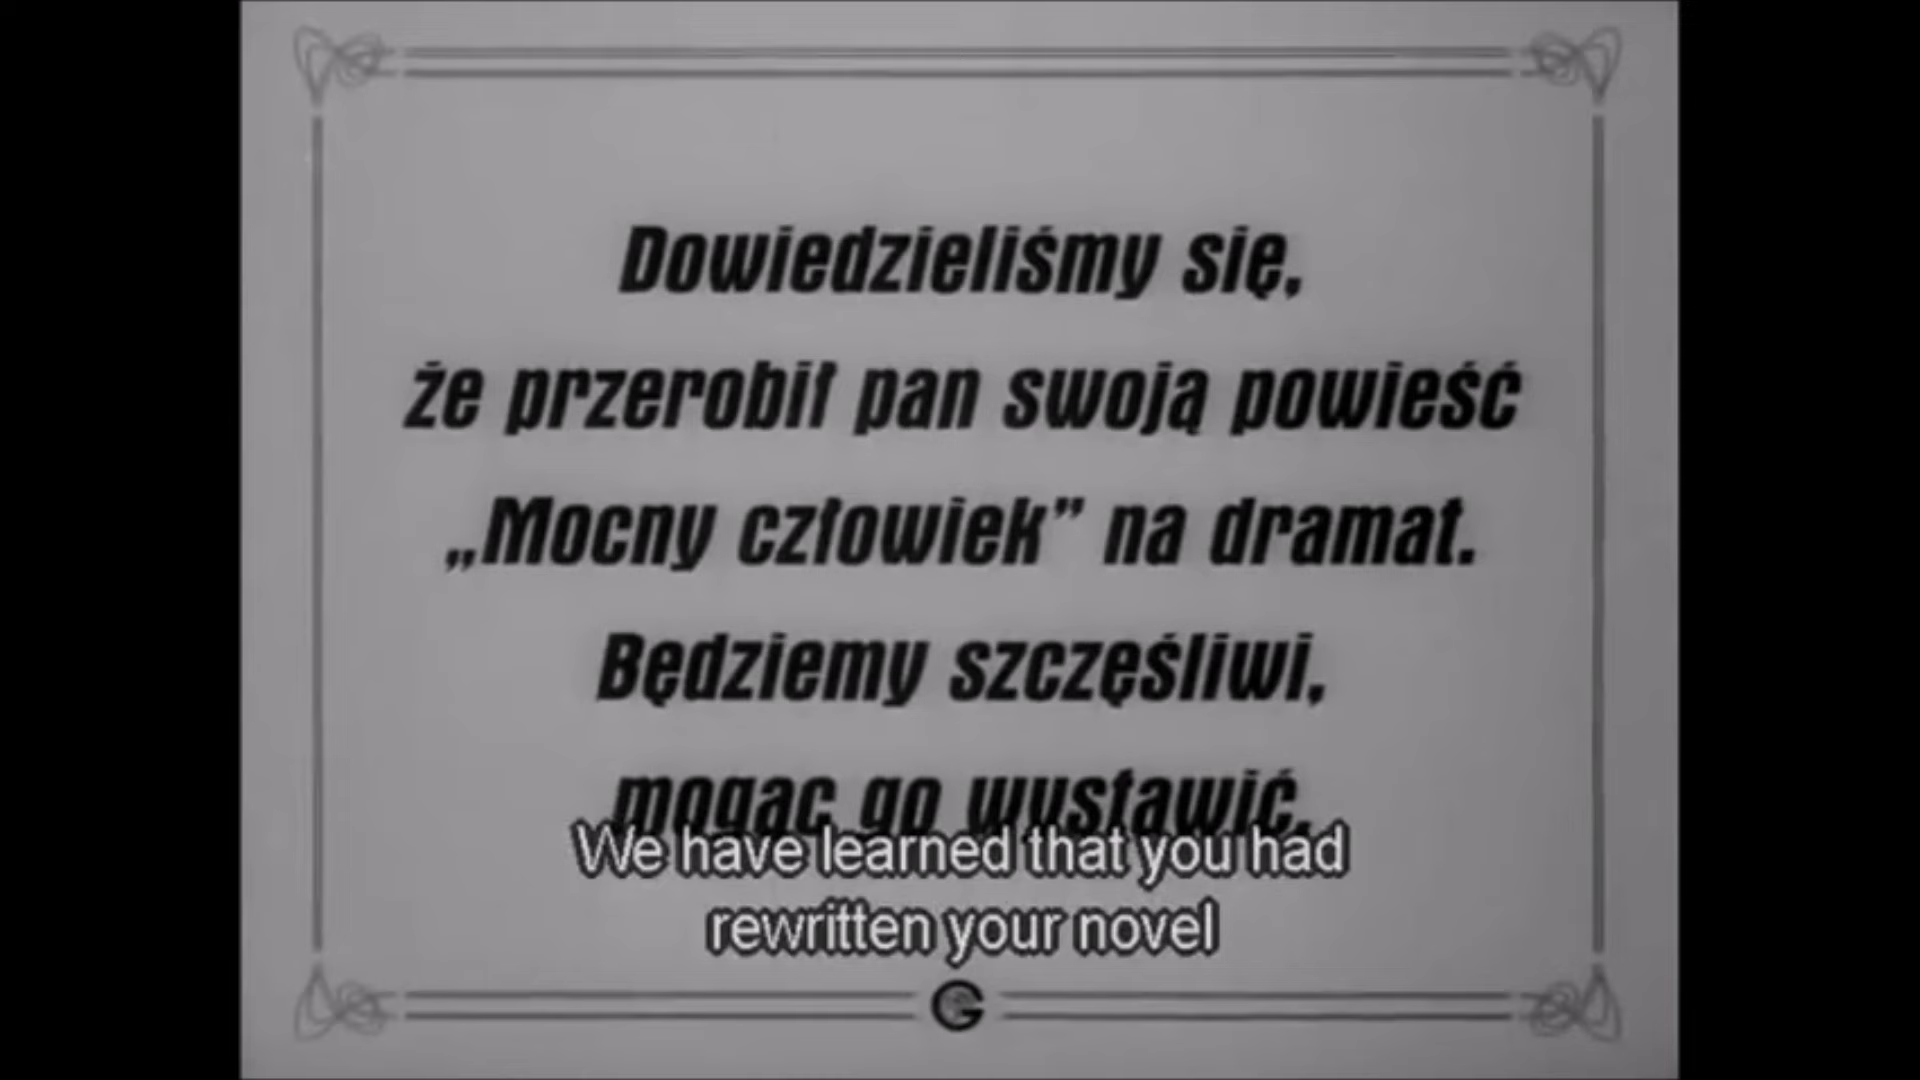 Dowiedzieliśmy się,
że przerobił pan swoją powieść
„Mocny człowiek” na dramat.
Będziemy szczęśliwi,
mogąc go wystawić.
We have learned that you had
rewritten your novel
G